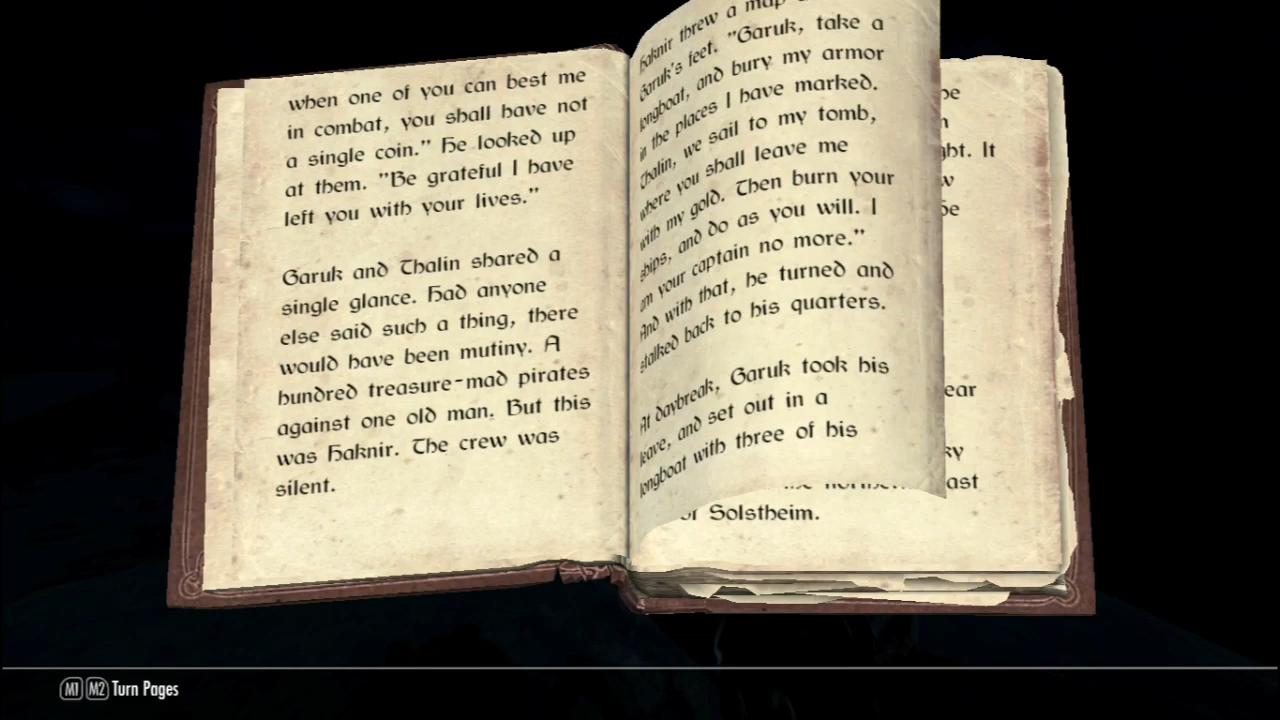 when one of you can best me
in combat, you shall have not
a single coin." He looked up
at them. "Be grateful I have
left you with your lives."
Garuk and Thalin shared a
single glance. Had anyone
else said such a thing, there
would have been mutiny. A
hundred treasure-mad pirates
against one old man. But this
was Haknir. The crew was
silent.
Haknir threw a map
Garuk's feet. "Garuk, take a
longboat, and bury my armor
in the places I have marked.
Thalin, we sail to my tomb,
where you shall leave me
with my gold. Then burn your
ships, and do as you will. I
am your captain no more."
And with that, he turned and
stalked back to his quarters.
At daybreak, Garuk took his
leave, and set out in a
longboat with three of his
ght. It
of Solstheim.
M1 M2 Turn Pages